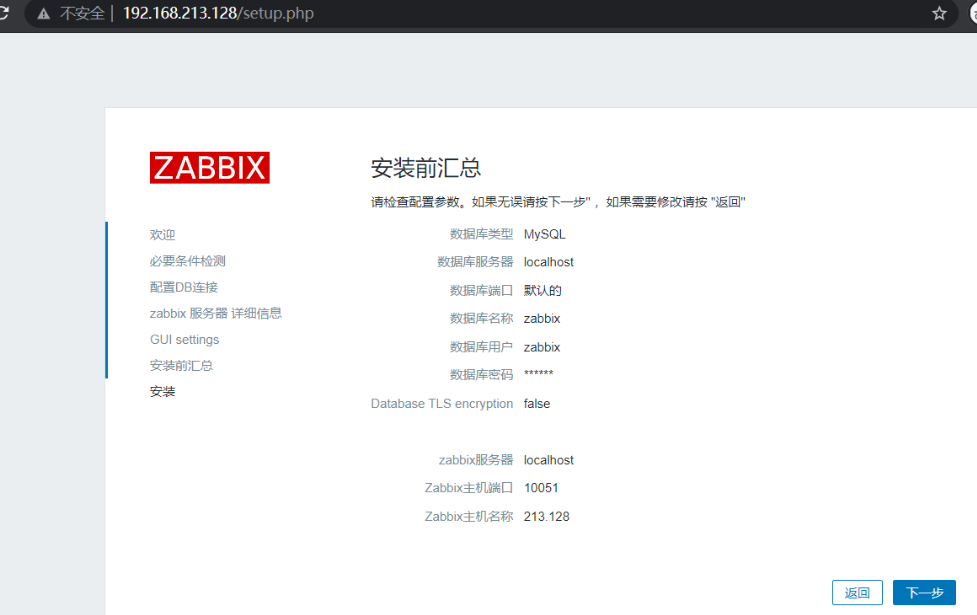 不安全 | 192.168.213.128/setup.php
ZABBIX
安装前汇总
请检查配置参数。如果无误请按下一步" ，如果需要修改请按 "返回"
欢迎
必要条件检测
配置DB连接
zabbix 服务器 详细信息
GUI settings
安装前汇总
安装
数据库类型 MySQL
数据库服务器 localhost
数据库端口 默认的
数据库名称 zabbix
数据库用户 zabbix
数据库密码 ******
Database TLS encryption false
zabbix服务器 localhost
Zabbix主机端口 10051
Zabbix主机名称 213.128
返回 下一步